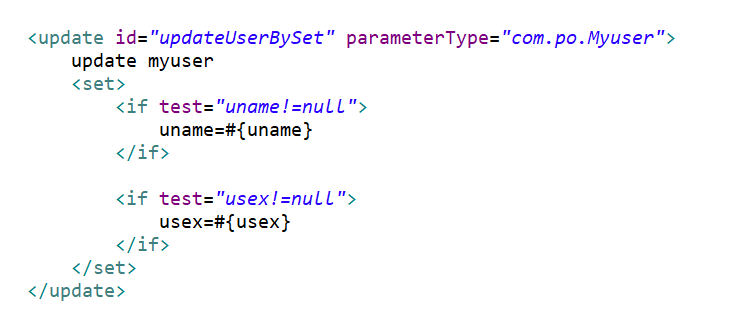 <update id="updateUserBySet" parameterType="com.po.Myuser">
    update myuser
    <set>
        <if test="uname!=null">
            uname=#{uname}
        </if>

        <if test="usex!=null">
            usex=#{usex}
        </if>
    </set>
</update>